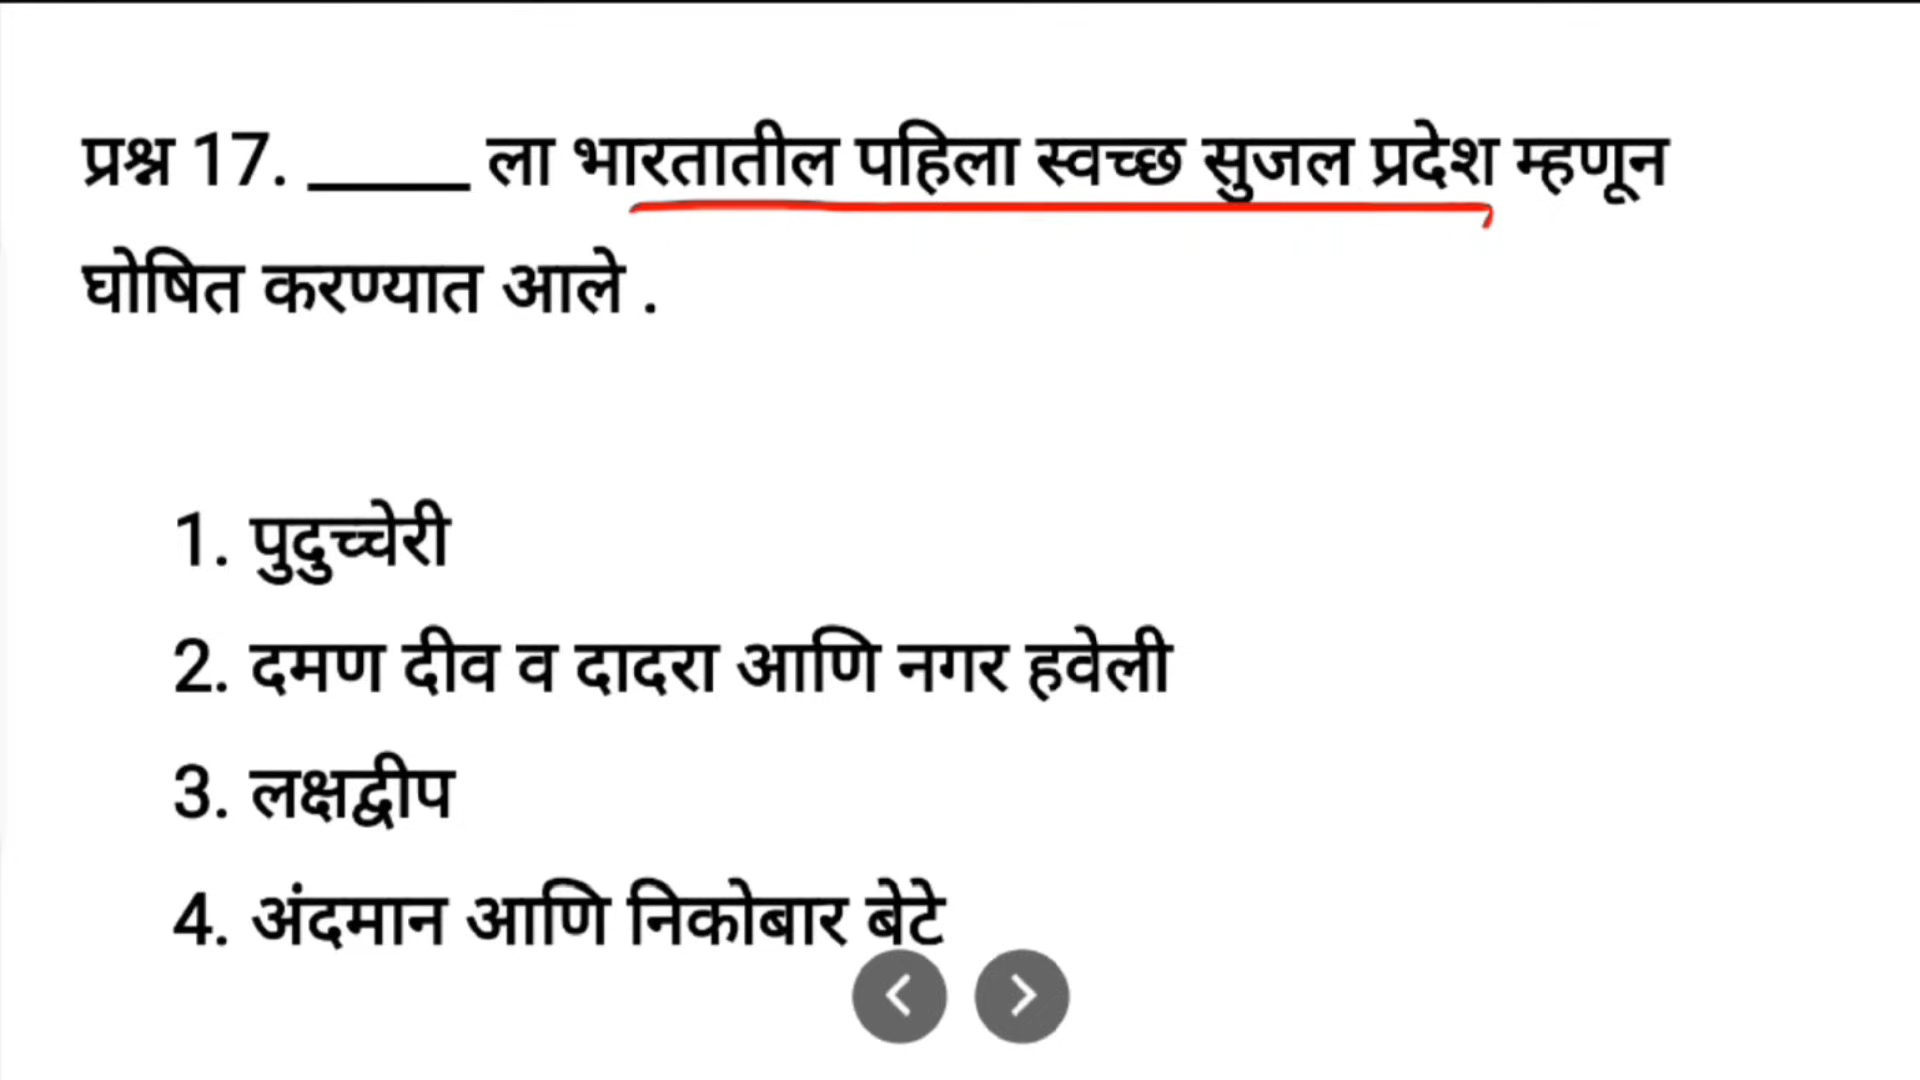 प्रश्न 17. _____ ला भारतातील पहिला स्वच्छ सुजल प्रदेश म्हणून
घोषित करण्यात आले .
1. पुदुच्चेरी
2. दमण दीव व दादरा आणि नगर हवेली
3. लक्षद्वीप
4. अंदमान आणि निकोबार बेटे